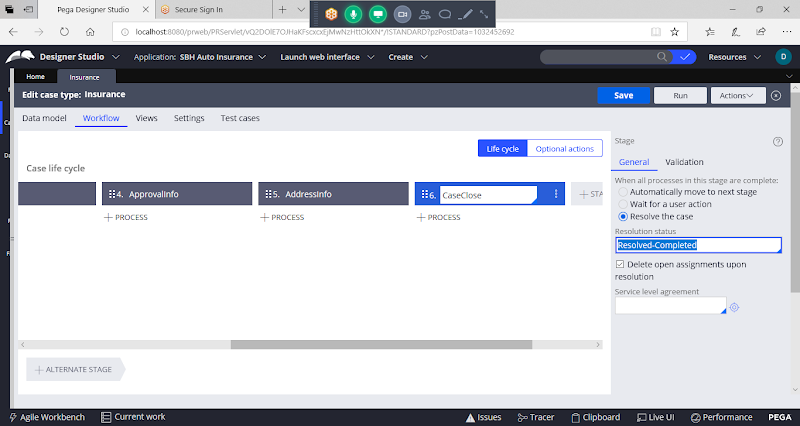 Pega Designer Studio
Secure Sign In
localhost:8080/prweb/PRServlet/vQ2DOIE7OJHaKFscxcxEjMwNzHttOkXN*/!STANDARD?pzPostData=1032452692
Designer Studio
Application: SBH Auto Insurance
Launch web interface
Create
Resources
D
Home
Insurance
Edit case type: Insurance
Save
Run
Actions
Data model
Workflow
Views
Settings
Test cases
Life cycle
Optional actions
Case life cycle
4. ApprovalInfo
5. AddressInfo
6. CaseClose
+ STA
+ PROCESS
+ PROCESS
+ PROCESS
+ ALTERNATE STAGE
Stage
General
Validation
When all processes in this stage are complete:
Automatically move to next stage
Wait for a user action
Resolve the case
Resolution status
Resolved-Completed
Delete open assignments upon
resolution
Service level agreement
Agile Workbench
Current work
Issues
Tracer
Clipboard
Live UI
Performance
PEGA